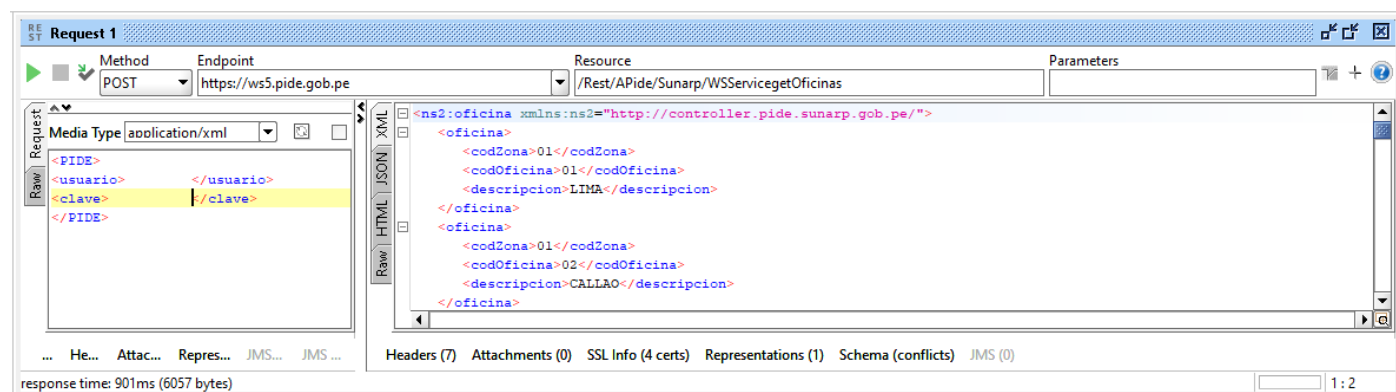 RE
ST Request 1
Method Endpoint Resource Parameters
POST https://ws5.pide.gob.pe /Rest/APide/Sunarp/WSServicegetOficinas
Request
Raw
Media Type application/xml
<PIDE>
<usuario> </usuario>
<clave> </clave>
</PIDE>
XML
JSON
HTML
Raw
<ns2:oficina xmlns:ns2="http://controller.pide.sunarp.gob.pe/">
<oficina>
<codZona>01</codZona>
<codOficina>01</codOficina>
<descripcion>LIMA</descripcion>
</oficina>
<oficina>
<codZona>01</codZona>
<codOficina>02</codOficina>
<descripcion>CALLAO</descripcion>
</oficina>
... He... Attac... Repres... JMS... JMS ...
Headers (7) Attachments (0) SSL Info (4 certs) Representations (1) Schema (conflicts) JMS (0)
response time: 901ms (6057 bytes)
1 : 2